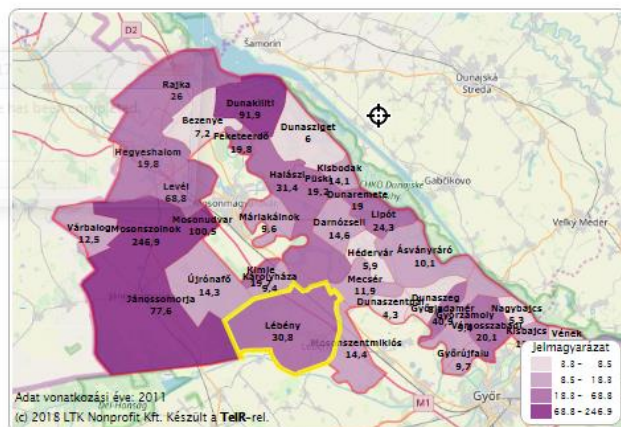 D2
Šamorín
Rajka
26
Dunakiliti
91,9
Dunajská
Streda
Bezenye
7,2
Feketeerdő
19,8
Dunasziget
6
Hegyeshalom
19,8
Halászi
31,4
Püski
19,2
Kisbodak
14,1
Gabčíkovo
Levél
68,8
Dunaremete
19
Veľký Meder
Várbalog
12,5
Mosonszolnok
246,9
Mosonudvar
100,5
Máriakálnok
9,6
Darnózseli
14,6
Lipót
24,3
Hédervár
5,9
Ásványráró
10,1
Kimle
Károlyháza
9,4
Mecsér
11,9
Újrónafő
14,3
Jánossomorja
77,6
Dunaszentpál
4,3
Dunaszeg
Győrzámoly
Nagybajcs
Kisbajcs
Vének
20,1
Lébény
30,8
Mosonszentmiklós
14,4
Győrújfalu
9,7
Győr
M1
Jelmagyarázat
3.8 - 8.5
8.5 - 18.8
18.8 - 68.8
68.8 - 246.9
Adat vonatkozási éve: 2011
(c) 2018 LTK Nonprofit Kft. Készült a TeIR-rel.